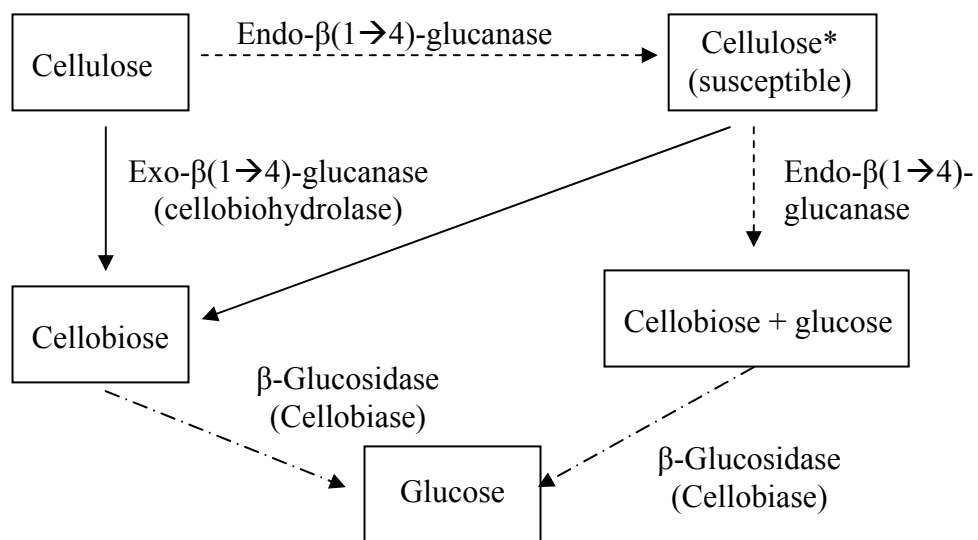 Endo-β(1→4)-glucanase
Cellulose
Cellulose*
(susceptible)
Exo-β(1→4)-glucanase
(cellobiohydrolase)
Endo-β(1→4)-
glucanase
Cellobiose
Cellobiose + glucose
β-Glucosidase
(Cellobiase)
β-Glucosidase
(Cellobiase)
Glucose